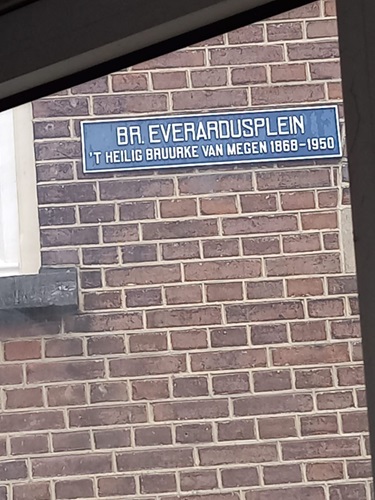 BR. EVERARDUSPLEIN
'T HEILIG BRUURKE VAN MEGEN 1868-1950